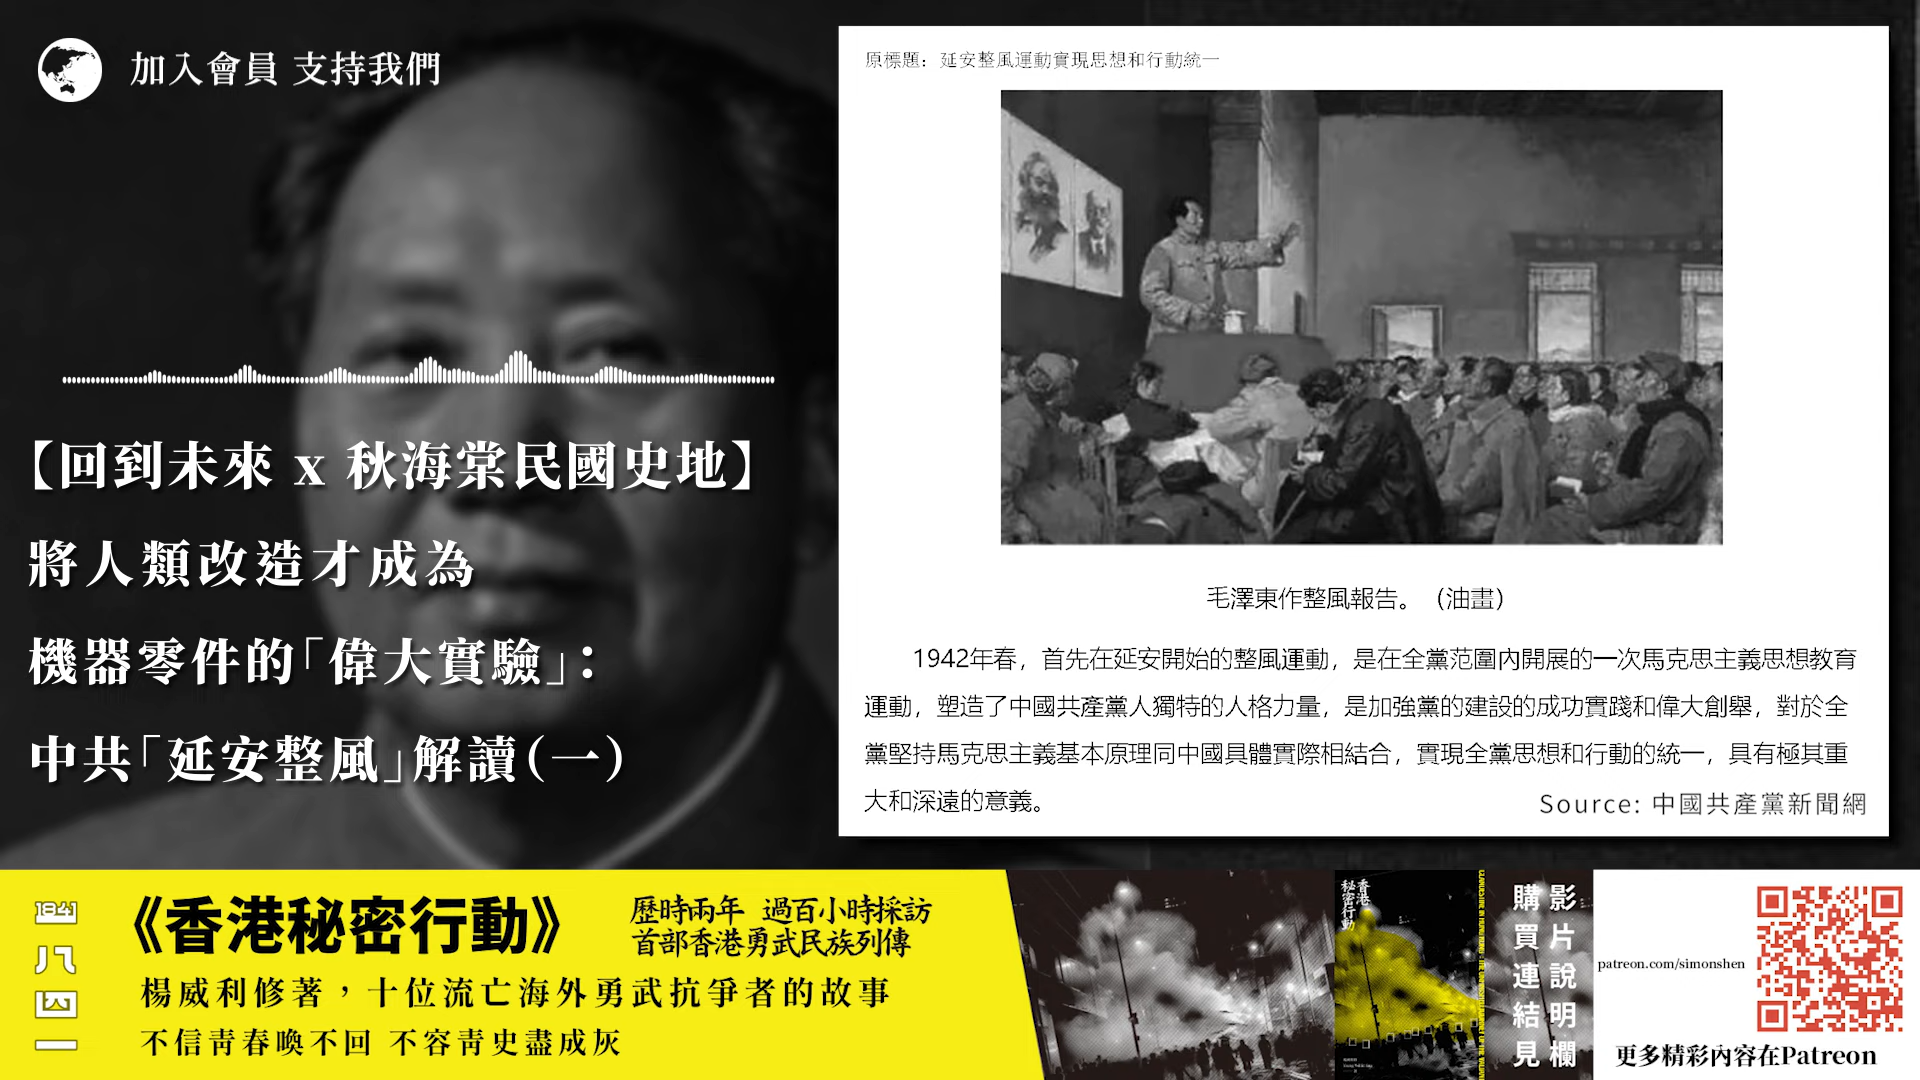 加入會員 支持我們
【回到未來 x 秋海棠民國史地】
將人類改造才成為
機器零件的「偉大實驗」：
中共「延安整風」解讀(一)
原標題：延安整風運動實現思想和行動統一
毛澤東作整風報告。（油畫）
1942年春，首先在延安開始的整風運動，是在全黨范圍內開展的一次馬克思主義思想教育
運動，塑造了中國共產黨人獨特的人格力量，是加強黨的建設的成功實踐和偉大創舉，對於全
黨堅持馬克思主義基本原理同中國具體實際相結合，實現全黨思想和行動的統一，具有極其重
大和深遠的意義。
Source: 中國共產黨新聞網
1841
一八四一
《香港秘密行動》
歷時兩年 過百小時採訪
首部香港勇武民族列傳
楊威利修著，十位流亡海外勇武抗爭者的故事
不信青春喚不回 不容青史盡成灰
香港
秘密行動
影片說明欄
購買連結見
patreon.com/simonshen
更多精彩內容在Patreon